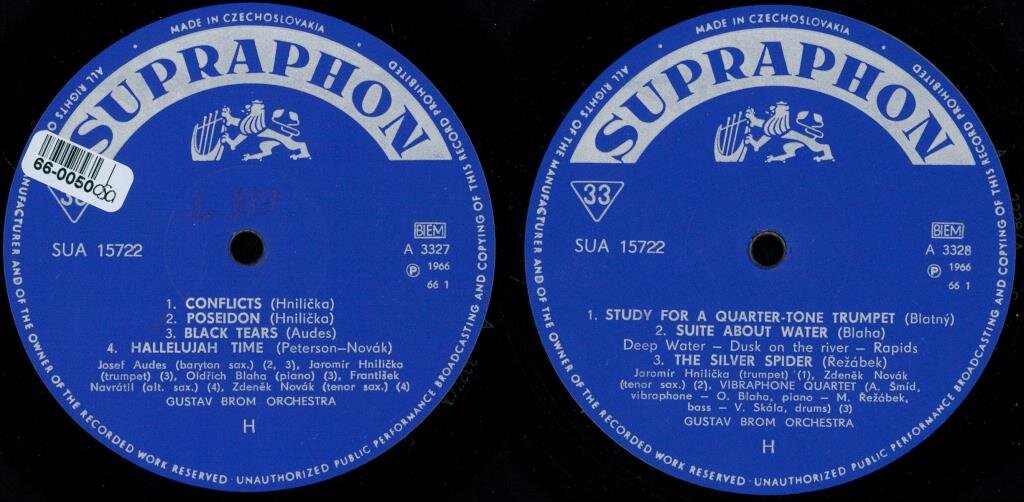 MADE IN CZECHOSLOVAKIA
SUPRAPHON
ALL RIGHTS O
MANUFACTURER AND OF THE OWNER OF THE RECORDED WORK RESERVED · UNAUTHORIZED PUBLIC PERFORMANCE BROADCASTING AND COPYING OF THIS RECORD PROHIBITED
66-0050
SUA 15722
BIEM
A 3327
Ⓟ 1966
66 1
1. CONFLICTS (Hnilička)
2. POSEIDON (Hnilička)
3. BLACK TEARS (Audes)
4. HALLELUJAH TIME (Peterson–Novák)
Josef Audes (baryton sax.) (2, 3), Jaromír Hnilička
(trumpet) (3), Oldřich Blaha (piano) (3), František
Navrátil (alt. sax.) (4), Zdeněk Novák (tenor sax.) (4)
GUSTAV BROM ORCHESTRA
H
MADE IN CZECHOSLOVAKIA
SUPRAPHON
ALL RIGHTS OF THE MANUFACTURER AND OF THE OWNER OF THE RECORDED WORK RESERVED · UNAUTHORIZED PUBLIC PERFORMANCE BROADCASTING AND COPYING OF THIS RECORD PROHIBITED
33
SUA 15722
BIEM
A 3328
Ⓟ 1966
66 1
1. STUDY FOR A QUARTER-TONE TRUMPET (Blatný)
2. SUITE ABOUT WATER (Blaha)
Deep Water – Dusk on the river – Rapids
3. THE SILVER SPIDER (Režábek)
Jaromír Hnilička (trumpet) (1), Zdeněk Novák
(tenor sax.) (2), VIBRAPHONE QUARTET (A. Šmíd,
vibraphone – O. Blaha, piano – M. Režábek,
bass – V. Skála, drums) (3)
GUSTAV BROM ORCHESTRA
H